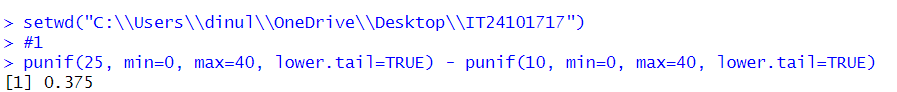 > setwd("C:\\Users\\dinul\\OneDrive\\Desktop\\IT24101717")
> #1
> punif(25, min=0, max=40, lower.tail=TRUE) - punif(10, min=0, max=40, lower.tail=TRUE)
[1] 0.375